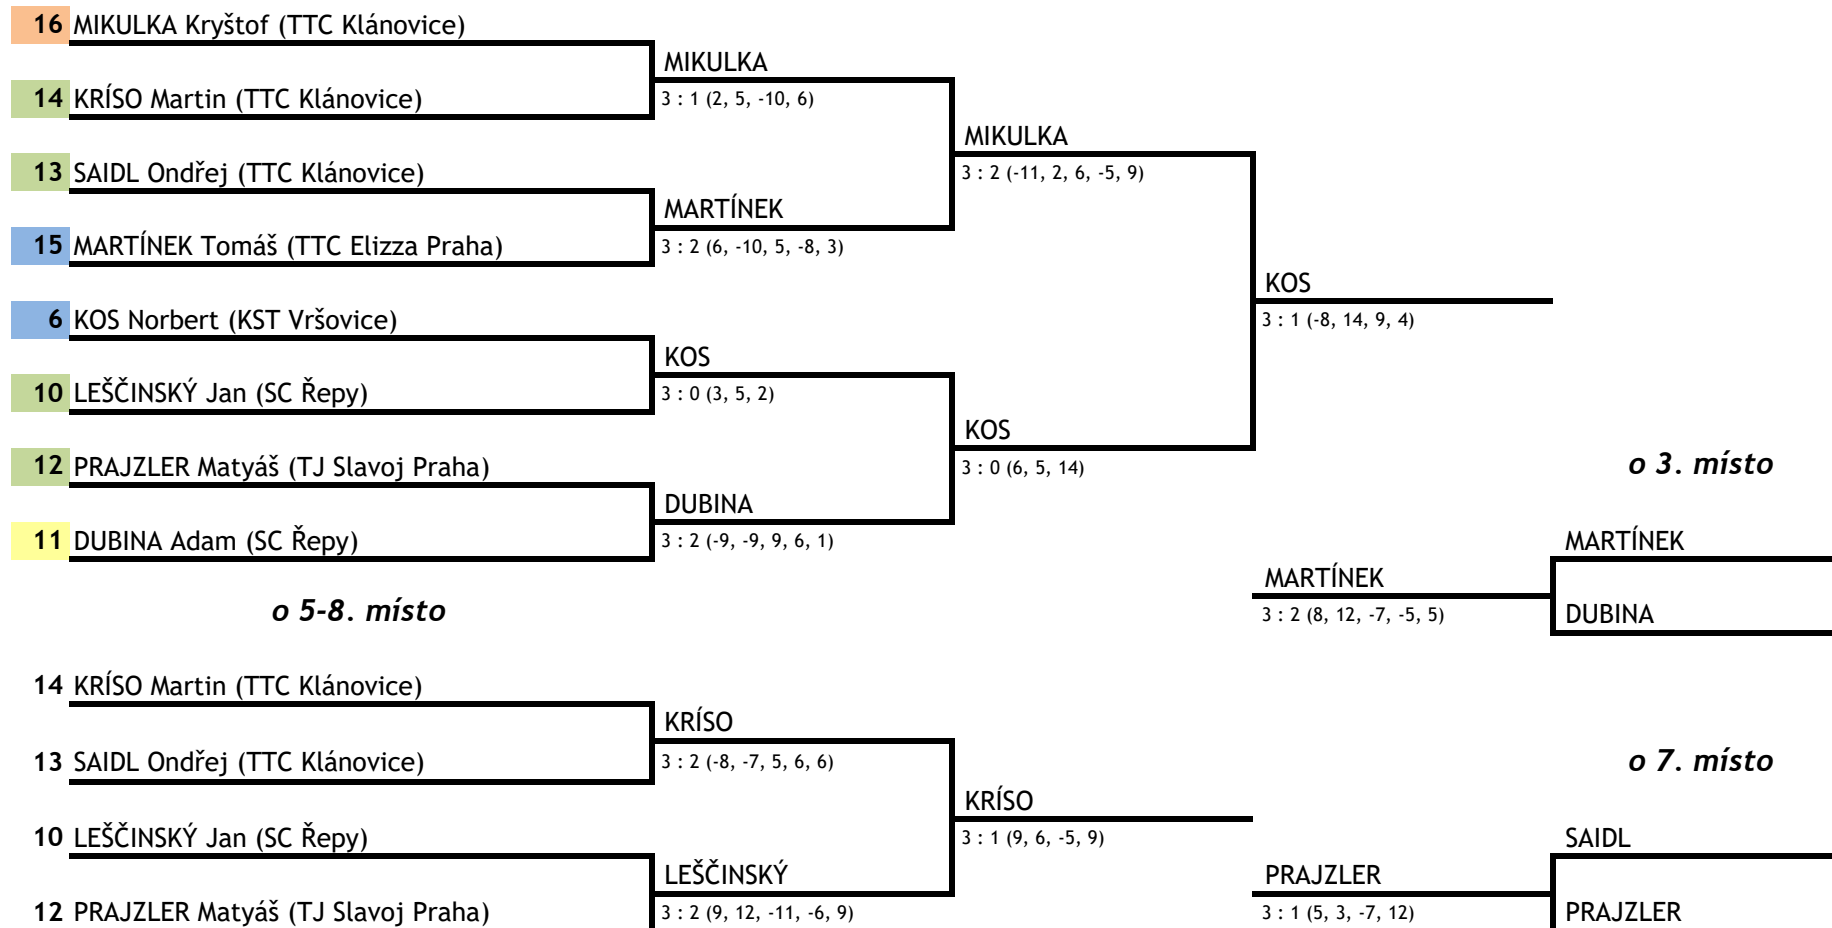 16 MIKULKA Kryštof (TTC Klánovice)
MIKULKA
14 KRÍSO Martin (TTC Klánovice)
3 : 1 (2, 5, -10, 6)
MIKULKA
13 SAIDL Ondřej (TTC Klánovice)
3 : 2 (-11, 2, 6, -5, 9)
MARTÍNEK
15 MARTÍNEK Tomáš (TTC Elizza Praha)
3 : 2 (6, -10, 5, -8, 3)
KOS
6 KOS Norbert (KST Vršovice)
3 : 1 (-8, 14, 9, 4)
KOS
10 LEŠČINSKÝ Jan (SC Řepy)
3 : 0 (3, 5, 2)
KOS
12 PRAJZLER Matyáš (TJ Slavoj Praha)
3 : 0 (6, 5, 14)
o 3. místo
DUBINA
11 DUBINA Adam (SC Řepy)
3 : 2 (-9, -9, 9, 6, 1)
MARTÍNEK
MARTÍNEK
o 5-8. místo
3 : 2 (8, 12, -7, -5, 5)
DUBINA
14 KRÍSO Martin (TTC Klánovice)
KRÍSO
13 SAIDL Ondřej (TTC Klánovice)
3 : 2 (-8, -7, 5, 6, 6)
o 7. místo
KRÍSO
10 LEŠČINSKÝ Jan (SC Řepy)
3 : 1 (9, 6, -5, 9)
SAIDL
LEŠČINSKÝ
PRAJZLER
12 PRAJZLER Matyáš (TJ Slavoj Praha)
3 : 2 (9, 12, -11, -6, 9)
3 : 1 (5, 3, -7, 12)
PRAJZLER